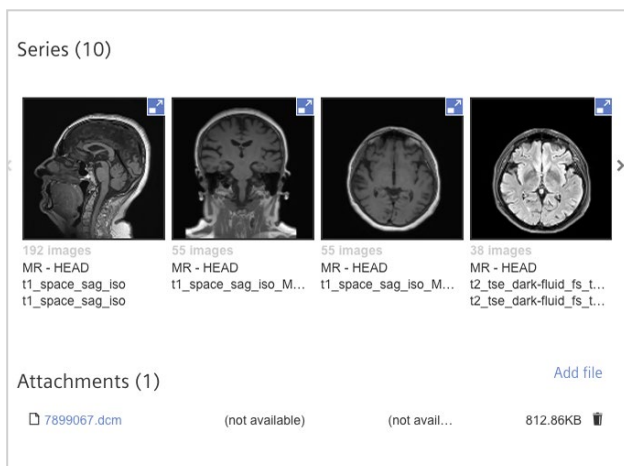 Series (10)
192 images
MR - HEAD
t1_space_sag_iso
t1_space_sag_iso
55 images
MR - HEAD
t1_space_sag_iso_M...
55 images
MR - HEAD
t1_space_sag_iso_M...
38 images
MR - HEAD
t2_tse_dark-fluid_fs_t...
t2_tse_dark-fluid_fs_t...
Attachments (1)
Add file
7899067.dcm (not available) (not avail... 812.86KB